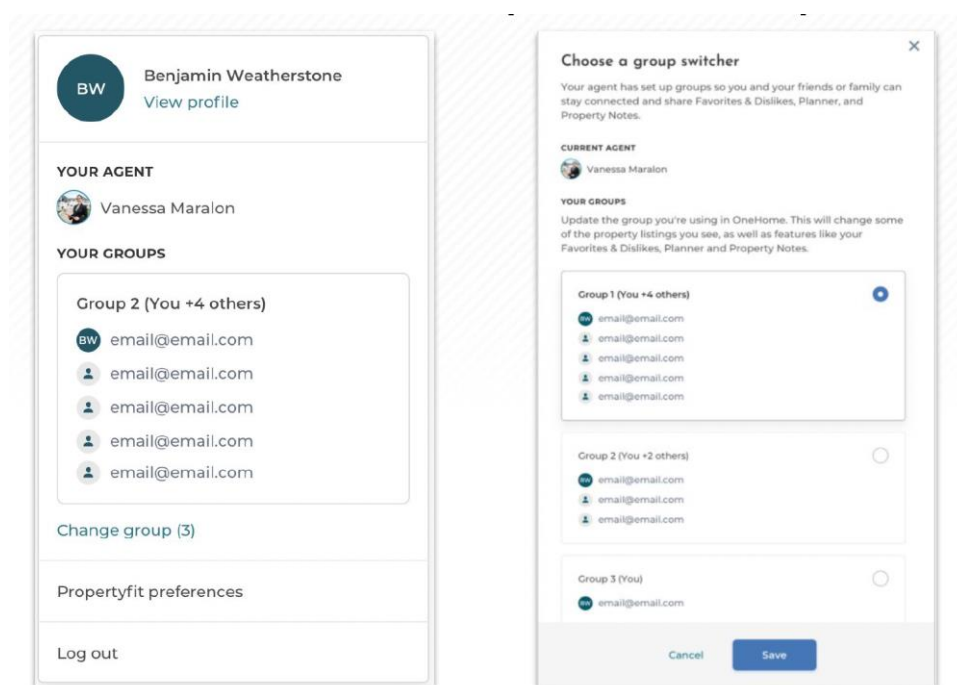 BW
Benjamin Weatherstone
View profile
YOUR AGENT
Vanessa Maralon
YOUR GROUPS
Group 2 (You +4 others)
BW email@email.com
email@email.com
email@email.com
email@email.com
email@email.com
Change group (3)
Propertyfit preferences
Log out
Choose a group switcher
Your agent has set up groups so you and your friends or family can
stay connected and share Favorites & Dislikes, Planner, and
Property Notes.
CURRENT AGENT
Vanessa Maralon
YOUR GROUPS
Update the group you're using in OneHome. This will change some
of the property listings you see, as well as features like your
Favorites & Dislikes, Planner and Property Notes.
Group 1 (You +4 others)
BW email@email.com
email@email.com
email@email.com
email@email.com
email@email.com
Group 2 (You +2 others)
BW email@email.com
email@email.com
email@email.com
Group 3 (You)
BW email@email.com
Cancel Save